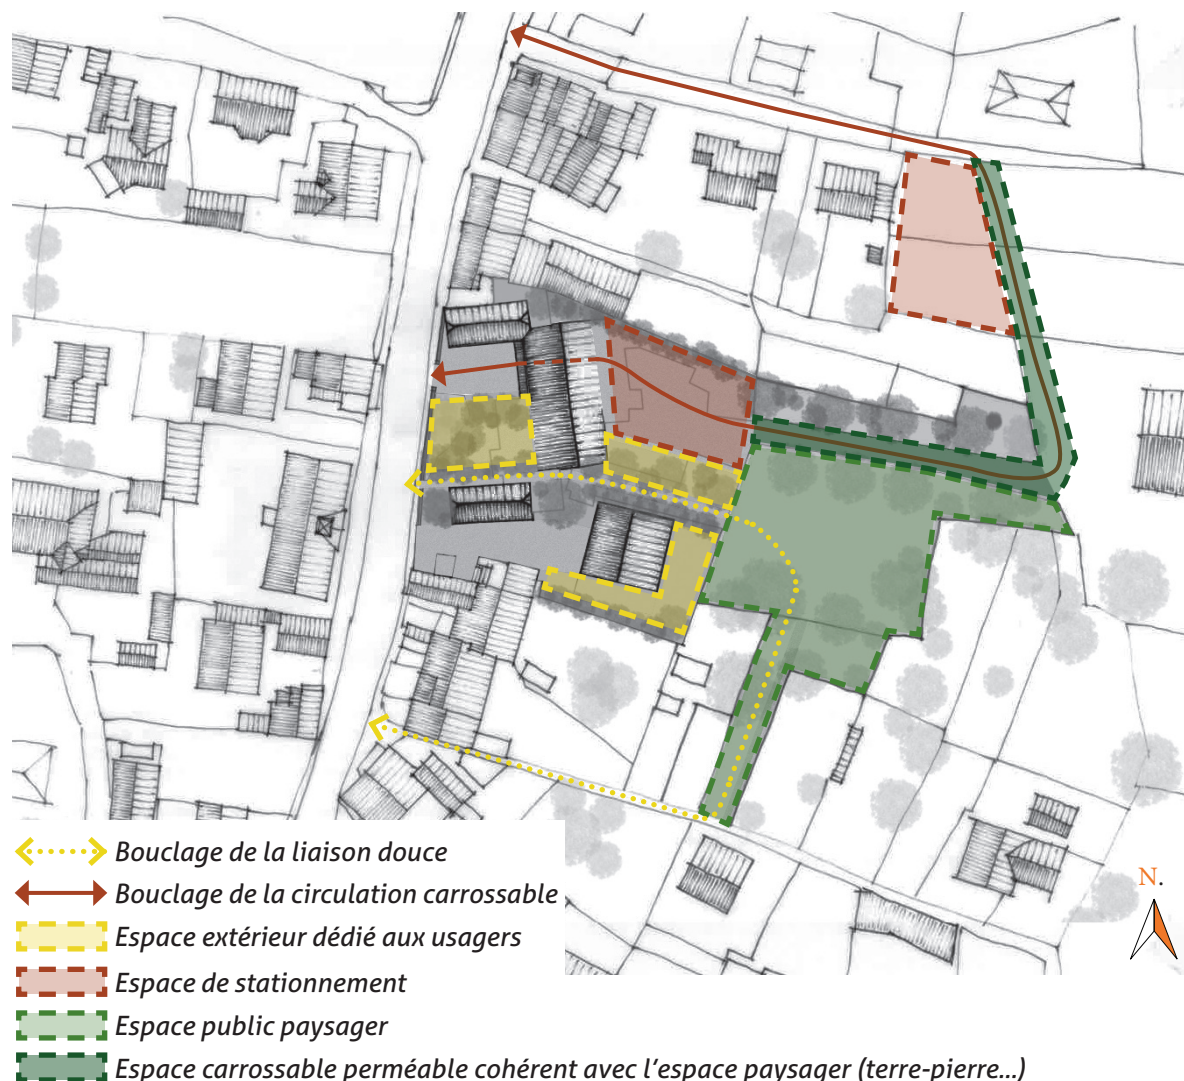 Bouclage de la liaison douce
Bouclage de la circulation carrossable
N.
Espace extérieur dédié aux usagers
Espace de stationnement
Espace public paysager
Espace carrossable perméable cohérent avec l'espace paysager (terre-pierre...)